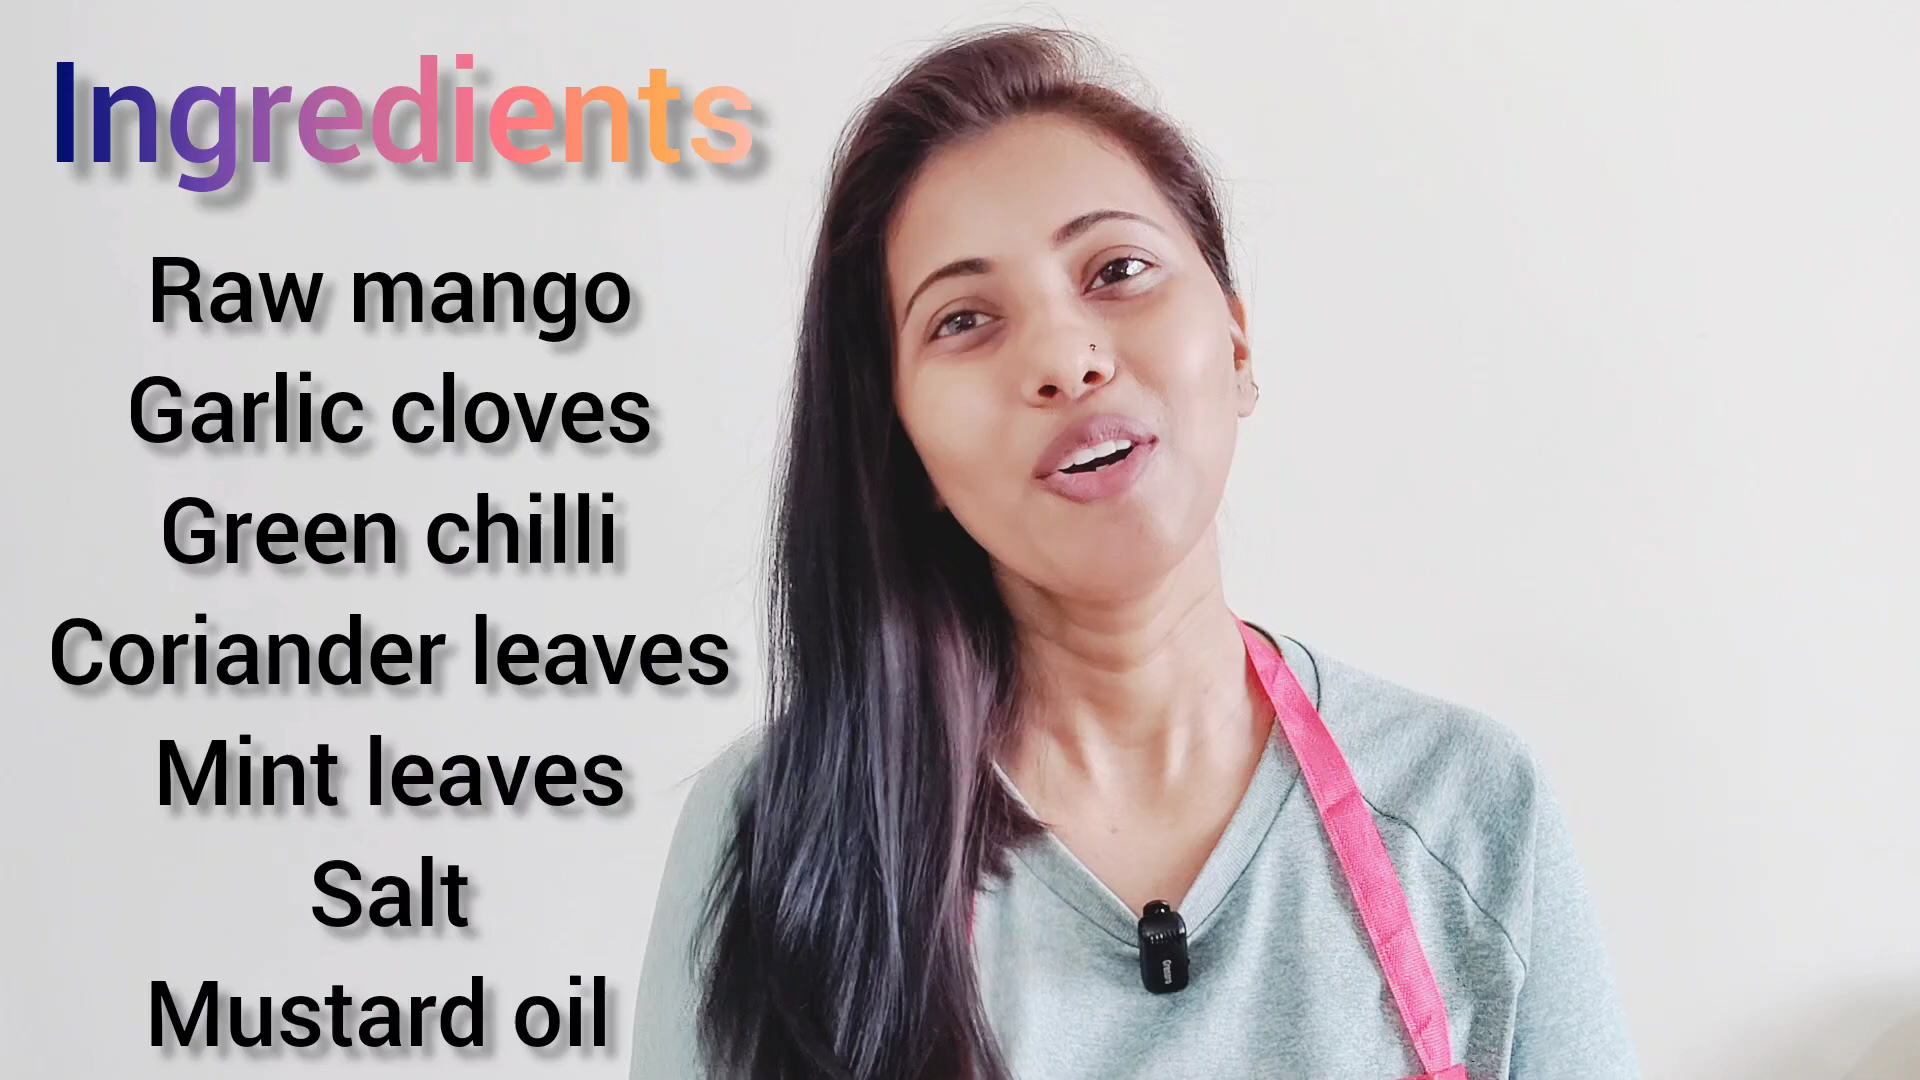 Ingredients
Raw mango
Garlic cloves
Green chilli
Coriander leaves
Mint leaves
Salt
Mustard oil